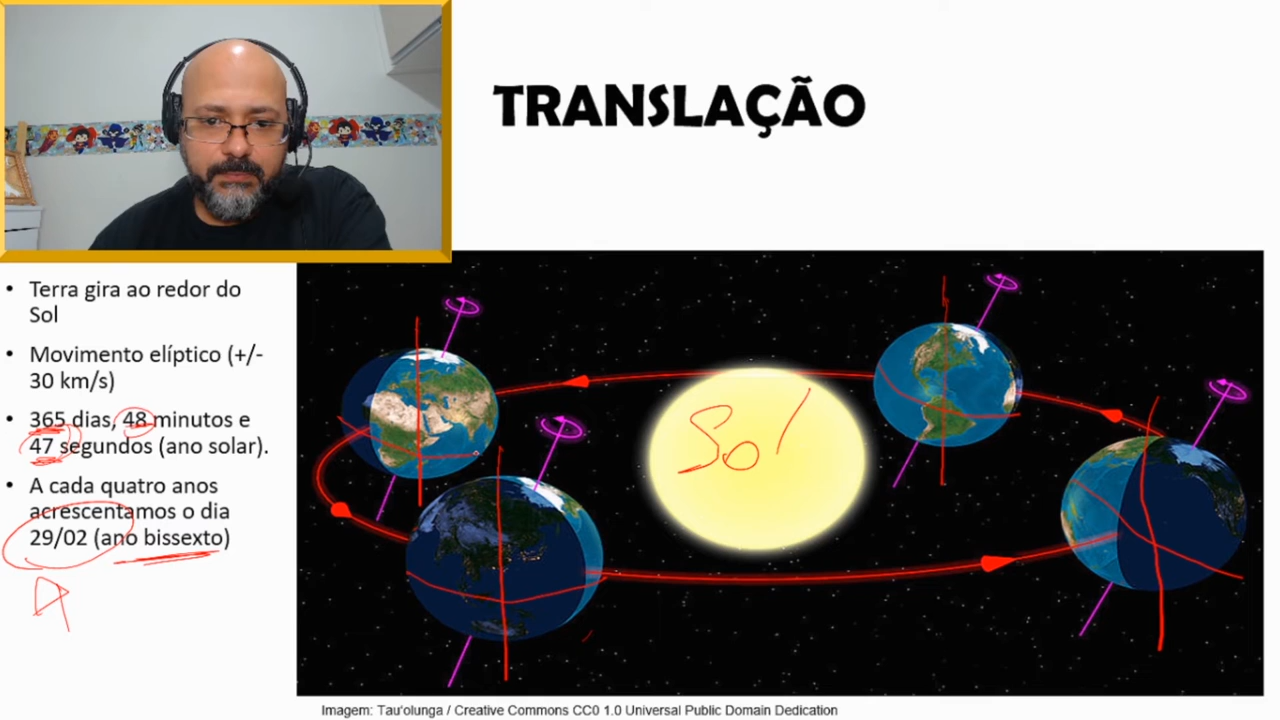 TRANSLAÇÃO
• Terra gira ao redor do
Sol
• Movimento elíptico (+/-
30 km/s)
• 365 dias, 48 minutos e
47 segundos (ano solar).
• A cada quatro anos
acrescentamos o dia
29/02 (ano bissexto)
Sol
Imagem: Tau'olunga / Creative Commons CC0 1.0 Universal Public Domain Dedication